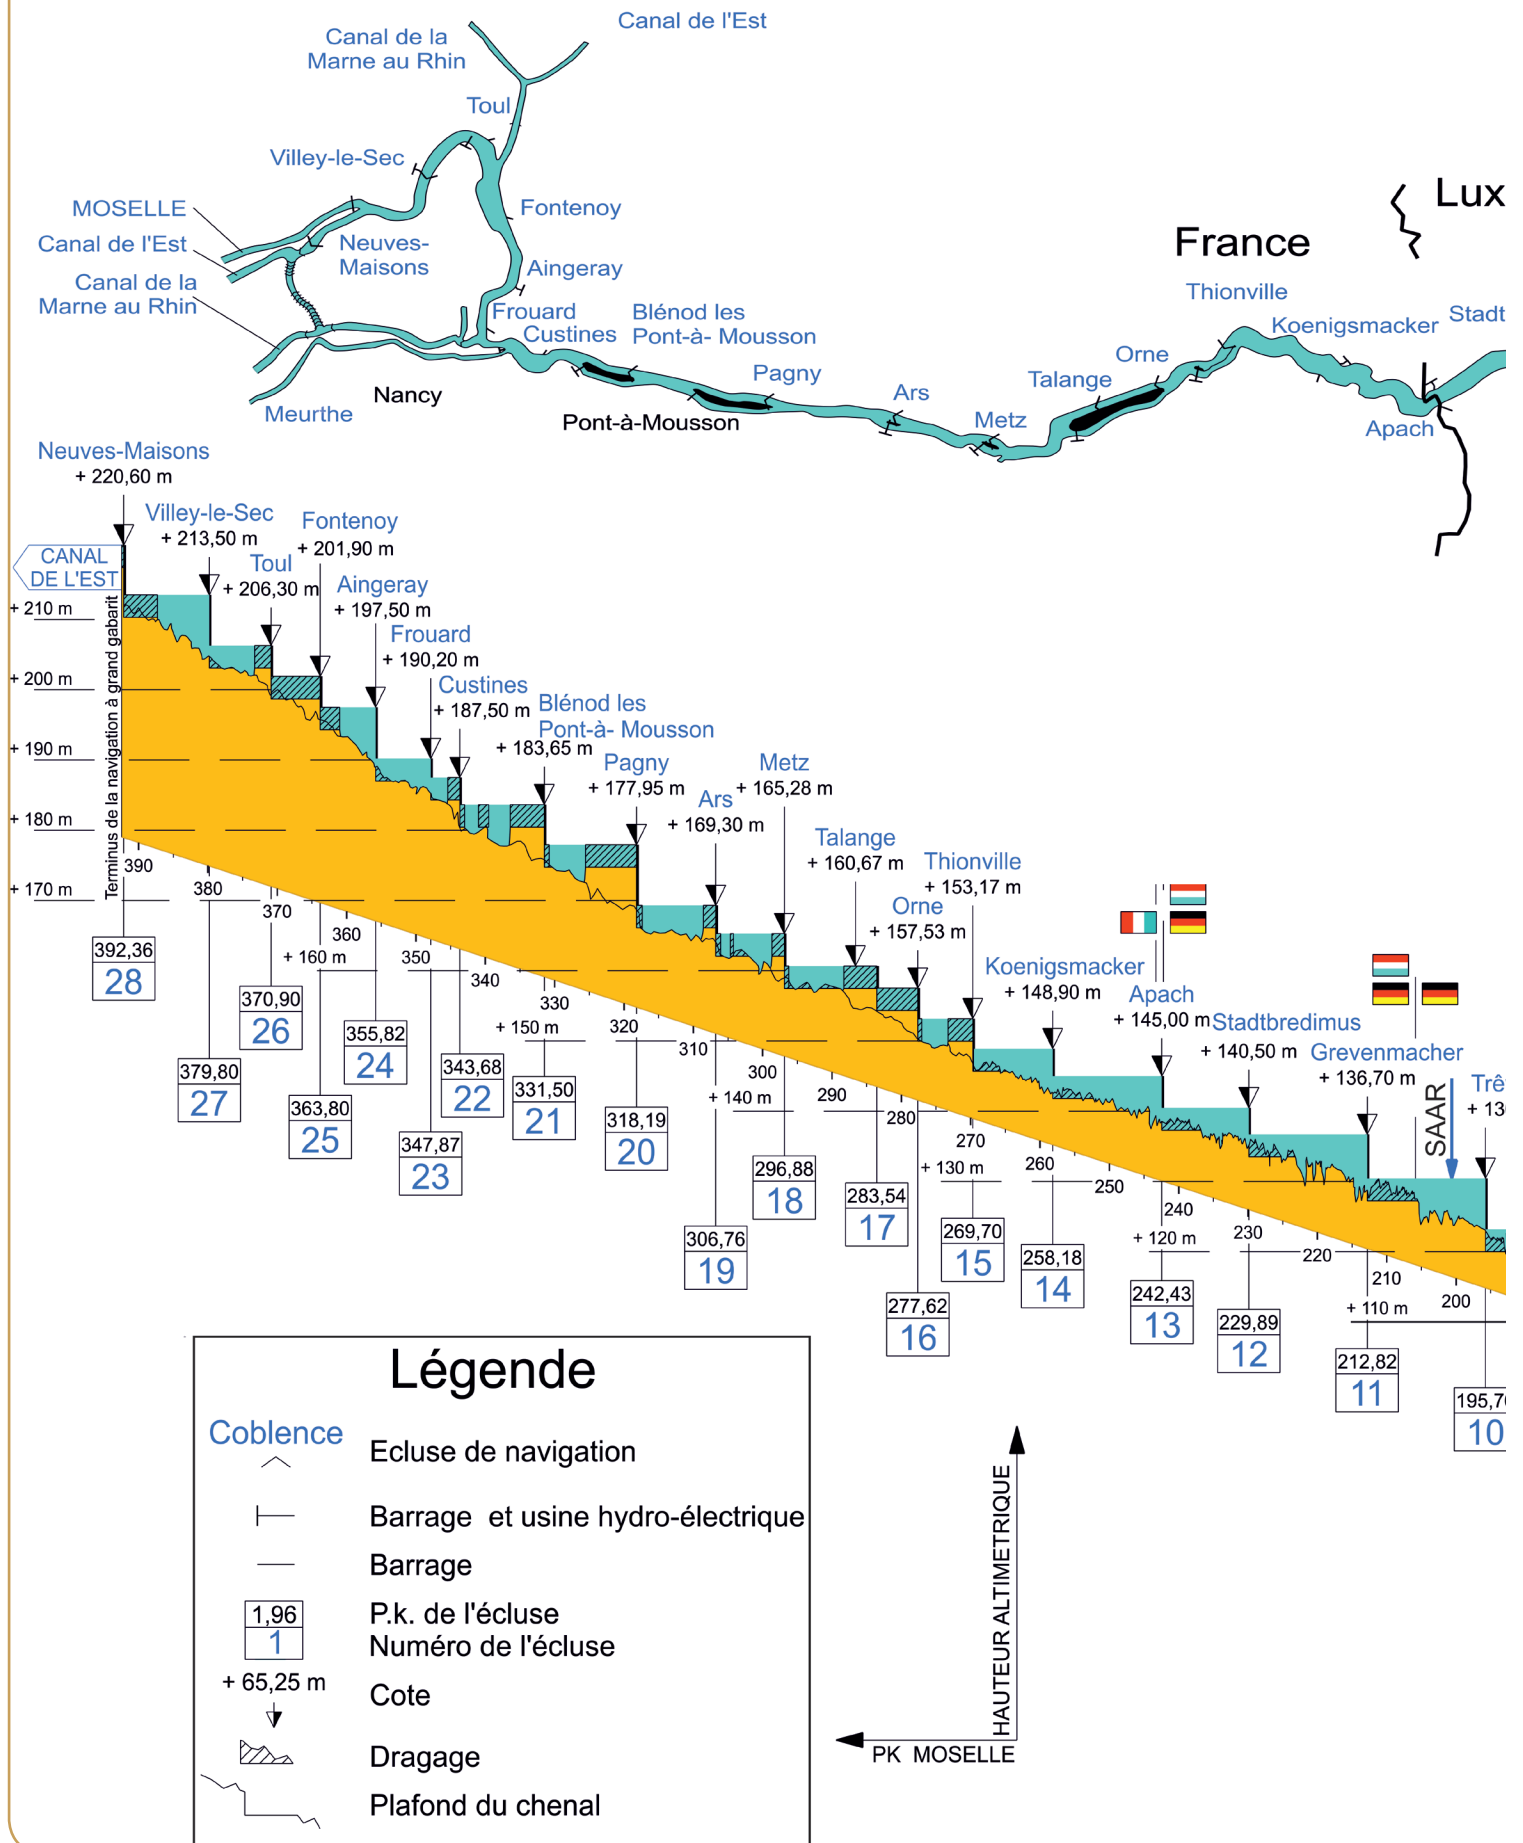 Canal de l'Est
Canal de la
Marne au Rhin
Toul
Villey-le-Sec
MOSELLE
Canal de l'Est
Canal de la
Marne au Rhin
Neuves-
Maisons
Fontenoy
Aingeray
Frouard
Custines
Blénod les
Pont-à- Mousson
Pagny
Nancy
Meurthe
Pont-à-Mousson
Ars
Metz
Talange
Orne
Thionville
Koenigsmacker
Stadt
Apach
France
Lux
Neuves-Maisons
+ 220,60 m
Villey-le-Sec
+ 213,50 m
Toul
+ 206,30 m
Fontenoy
+ 201,90 m
Aingeray
+ 197,50 m
Frouard
+ 190,20 m
Custines
+ 187,50 m
Blénod les
Pont-à- Mousson
+ 183,65 m
Pagny
+ 177,95 m
Ars
+ 169,30 m
Metz
+ 165,28 m
Talange
+ 160,67 m
Orne
+ 157,53 m
Thionville
+ 153,17 m
Koenigsmacker
+ 148,90 m
Apach
+ 145,00 m
Stadtbredimus
+ 140,50 m
Grevenmacher
+ 136,70 m
SAAR
Trê
+ 13
CANAL
DE L'EST
Terminus de la navigation à grand gabarit
+ 210 m
+ 200 m
+ 190 m
+ 180 m
+ 170 m
+ 160 m
+ 150 m
+ 140 m
+ 130 m
+ 120 m
+ 110 m
390
380
370
360
350
340
330
320
310
300
290
280
270
260
250
240
230
220
210
200
392,36
28
379,80
27
370,90
26
363,80
25
355,82
24
347,87
23
343,68
22
331,50
21
318,19
20
306,76
19
296,88
18
283,54
17
277,62
16
269,70
15
258,18
14
242,43
13
229,89
12
212,82
11
195,7
10
Légende
Coblence
Ecluse de navigation
Barrage et usine hydro-électrique
Barrage
1,96
P.k. de l'écluse
1
Numéro de l'écluse
+ 65,25 m
Cote
Dragage
Plafond du chenal
HAUTEUR ALTIMETRIQUE
PK MOSELLE